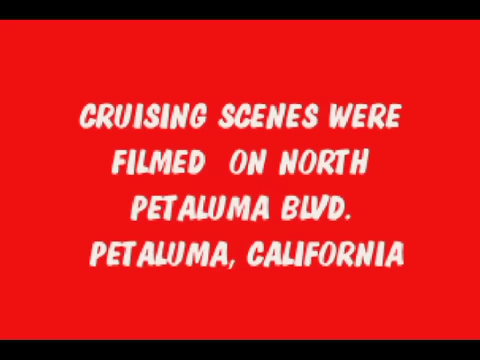 CRUISING SCENES WERE
FILMED ON NORTH
PETALUMA BLVD.
PETALUMA, CALIFORNIA